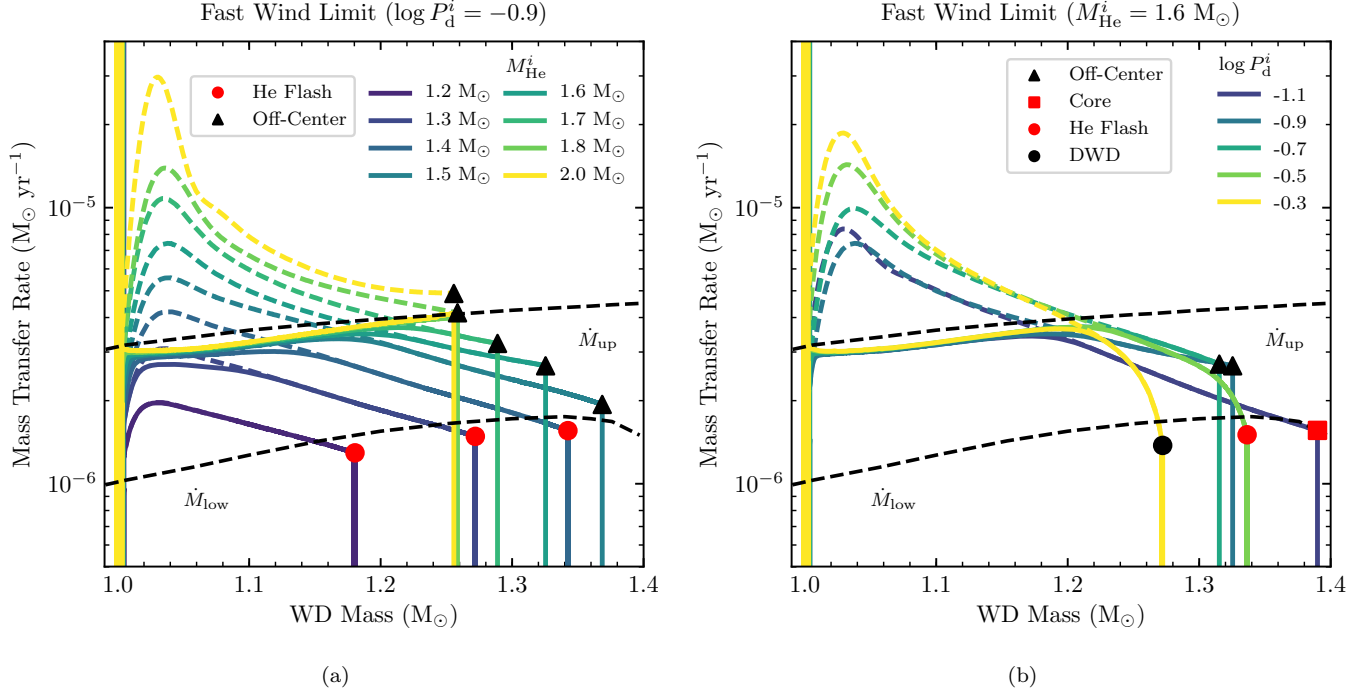 Fast Wind Limit (log P_d^i = −0.9)
Mass Transfer Rate (M⊙ yr⁻¹)
10⁻⁵
10⁻⁶
He Flash
Off-Center
M_He^i
1.2 M⊙
1.3 M⊙
1.4 M⊙
1.5 M⊙
1.6 M⊙
1.7 M⊙
1.8 M⊙
2.0 M⊙
Ṁ_up
Ṁ_low
1.0 1.1 1.2 1.3 1.4
WD Mass (M⊙)
(a)
Fast Wind Limit (M_He^i = 1.6 M⊙)
Mass Transfer Rate (M⊙ yr⁻¹)
10⁻⁵
10⁻⁶
Off-Center
Core
He Flash
DWD
log P_d^i
-1.1
-0.9
-0.7
-0.5
-0.3
Ṁ_up
Ṁ_low
1.0 1.1 1.2 1.3 1.4
WD Mass (M⊙)
(b)